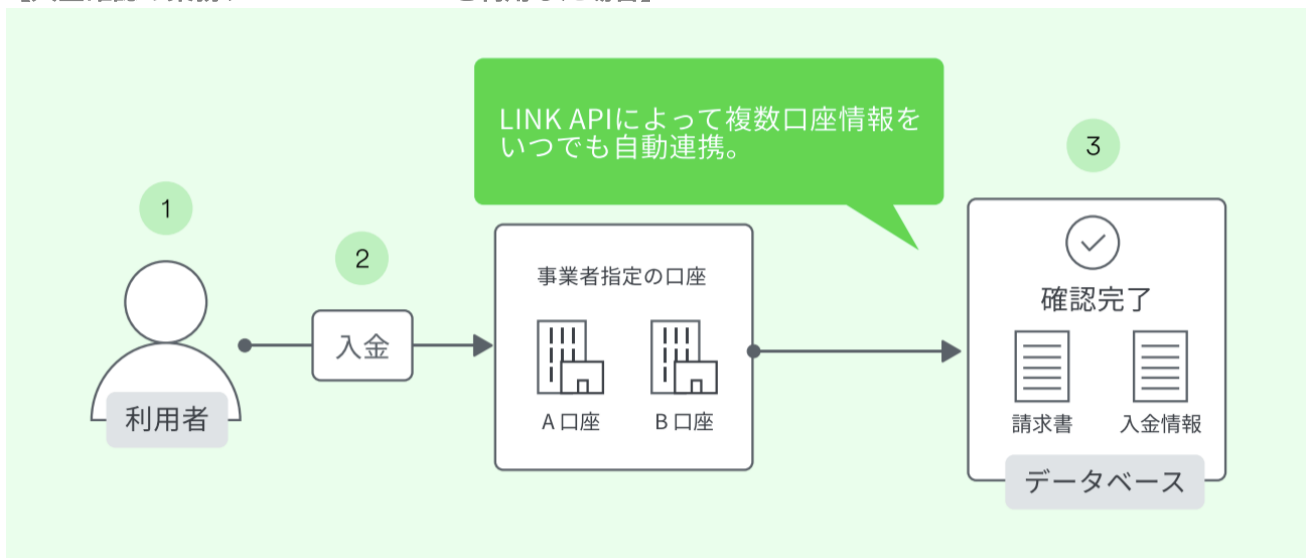 LINK APIによって複数口座情報を
いつでも自動連携。
1
2
3
利用者
入金
事業者指定の口座
A 口座
B 口座
確認完了
請求書
入金情報
データベース